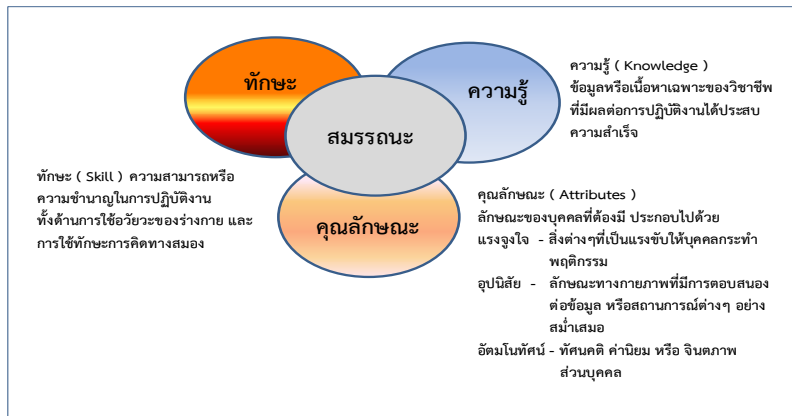 ทักษะ
ความรู้
สมรรถนะ
คุณลักษณะ
ความรู้ ( Knowledge )
ข้อมูลหรือเนื้อหาเฉพาะของวิชาชีพ
ที่มีผลต่อการปฏิบัติงานได้ประสบ
ความสำเร็จ
ทักษะ ( Skill ) ความสามารถหรือ
ความชำนาญในการปฏิบัติงาน
ทั้งด้านการใช้อวัยวะของร่างกาย และ
การใช้ทักษะการคิดทางสมอง
คุณลักษะ ( Attributes )
ลักษณะของบุคคลที่ต้องมี ประกอบไปด้วย
แรงจูงใจ - สิ่งต่างๆที่เป็นแรงขับให้บุคคลกระทำ
พฤติกรรม
อุปนิสัย - ลักษณะทางกายภาพที่มีการตอบสนอง
ต่อข้อมูล หรือสถานการณ์ต่างๆ อย่าง
สม่ำเสมอ
อัตมโนทัศน์ - ทัศนคติ ค่านิยม หรือ จินตภาพ
ส่วนบุคคล